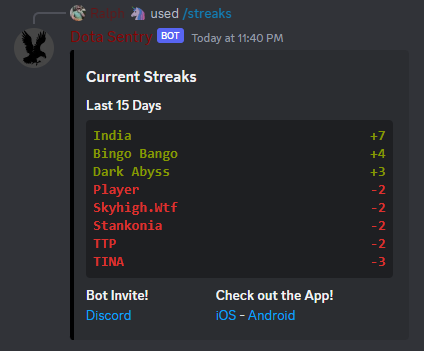 Ralph used /streaks
Dota Sentry BOT Today at 11:40 PM
Current Streaks
Last 15 Days
India +7
Bingo Bango +4
Dark Abyss +3
Player -2
Skyhigh.Wtf -2
Stankonia -2
TTP -2
TINA -3
Bot Invite! Check out the App!
Discord iOS - Android